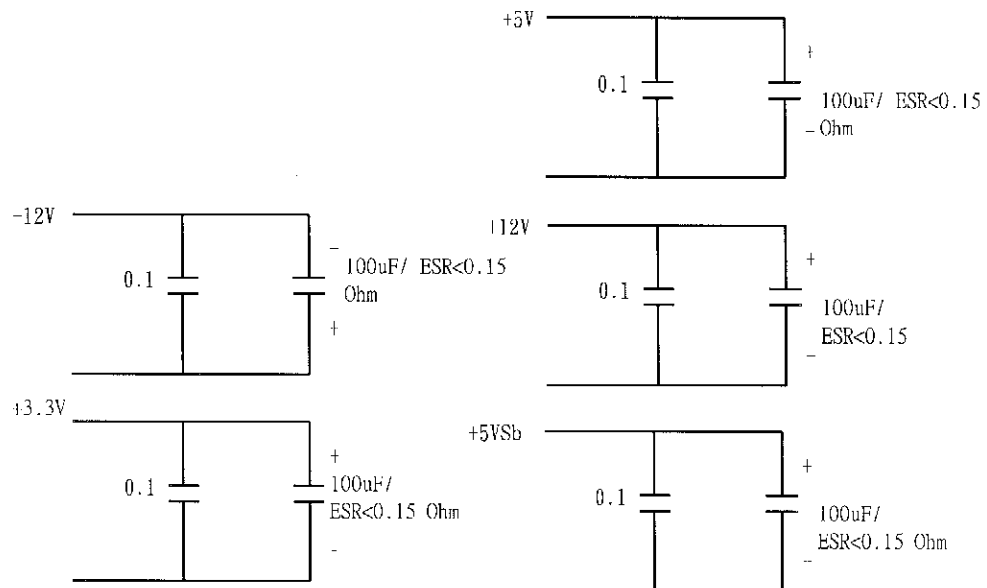 +5V
+
0.1
100uF/ ESR<0.15
- Ohm
-12V
-
0.1
100uF/ ESR<0.15
Ohm
+
+12V
+
0.1
100uF/
ESR<0.15
-
+3.3V
+
0.1
100uF/
ESR<0.15 Ohm
-
+5VSb
+
0.1
100uF/
ESR<0.15 Ohm
-